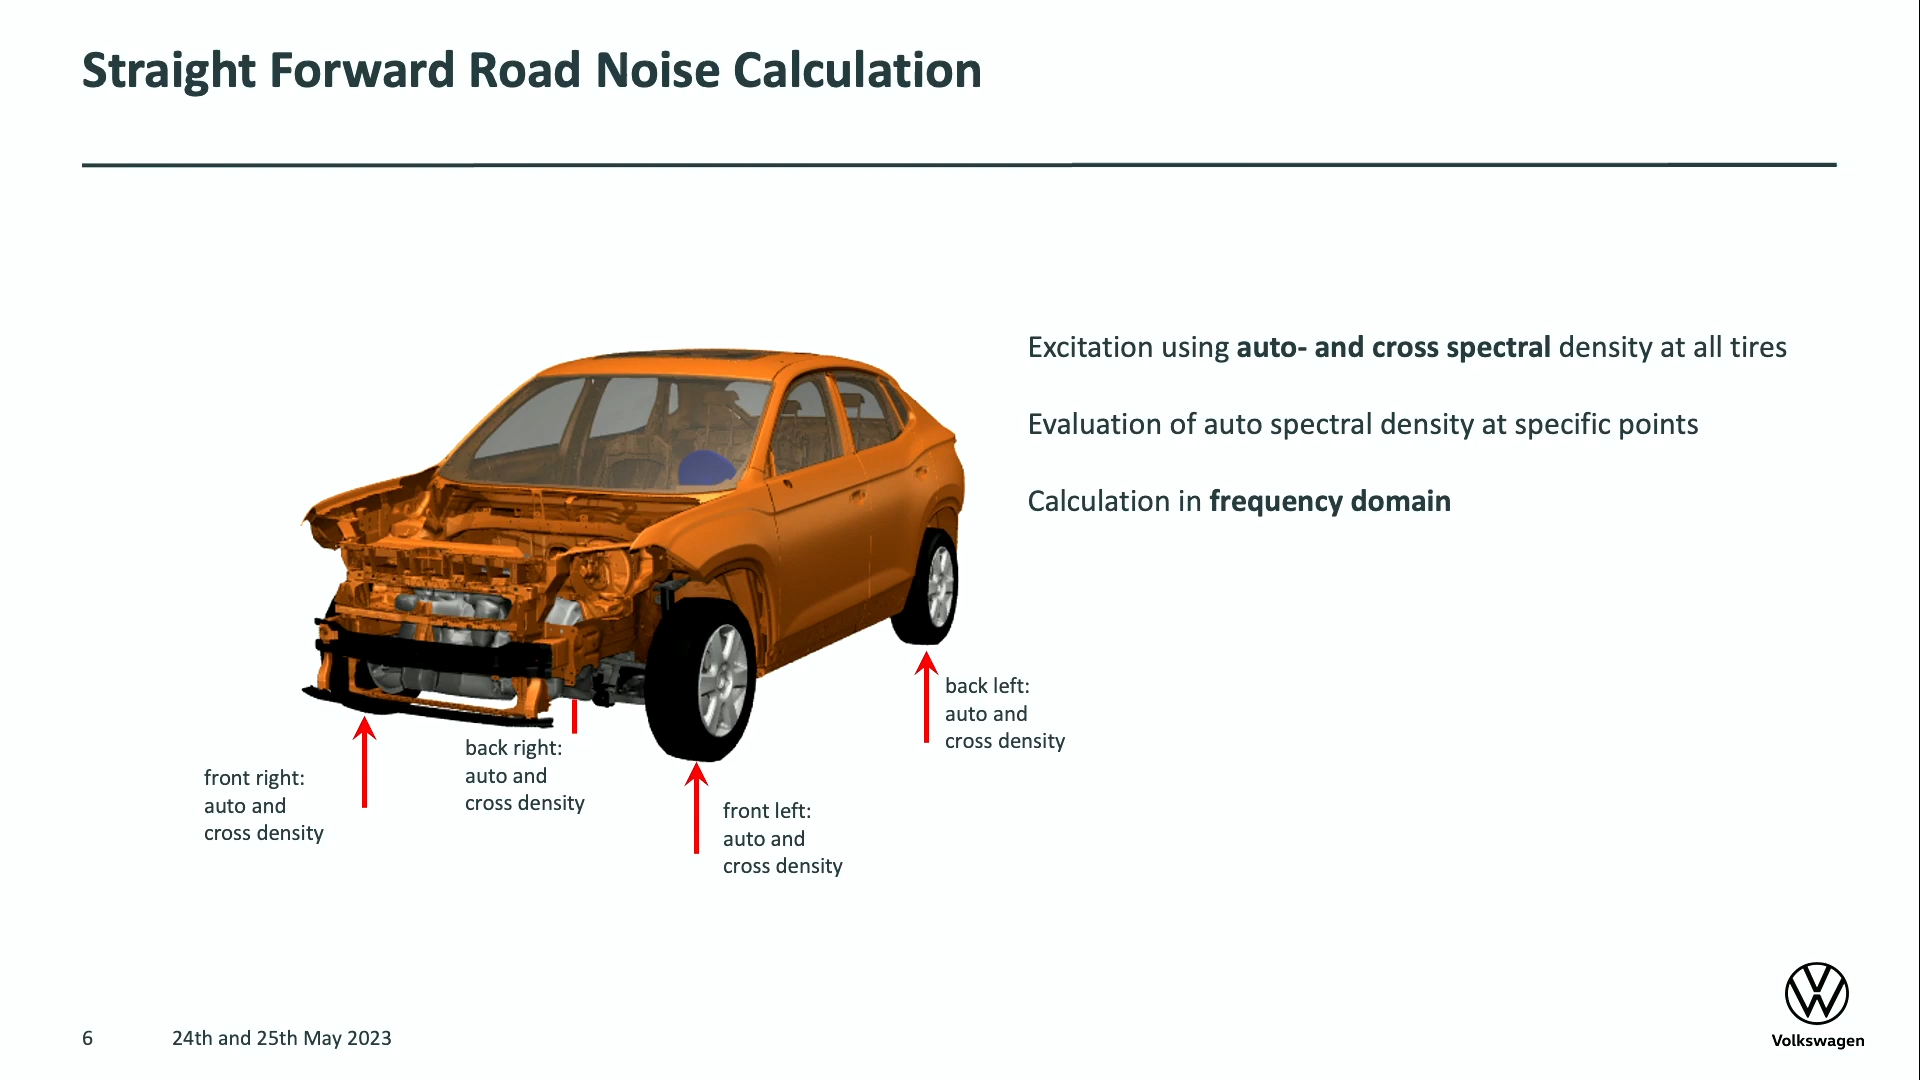 Straight Forward Road Noise Calculation
Excitation using auto- and cross spectral density at all tires
Evaluation of auto spectral density at specific points
Calculation in frequency domain
back left:
auto and
cross density
back right:
auto and
cross density
front right:
auto and
cross density
front left:
auto and
cross density
6
24th and 25th May 2023
Volkswagen